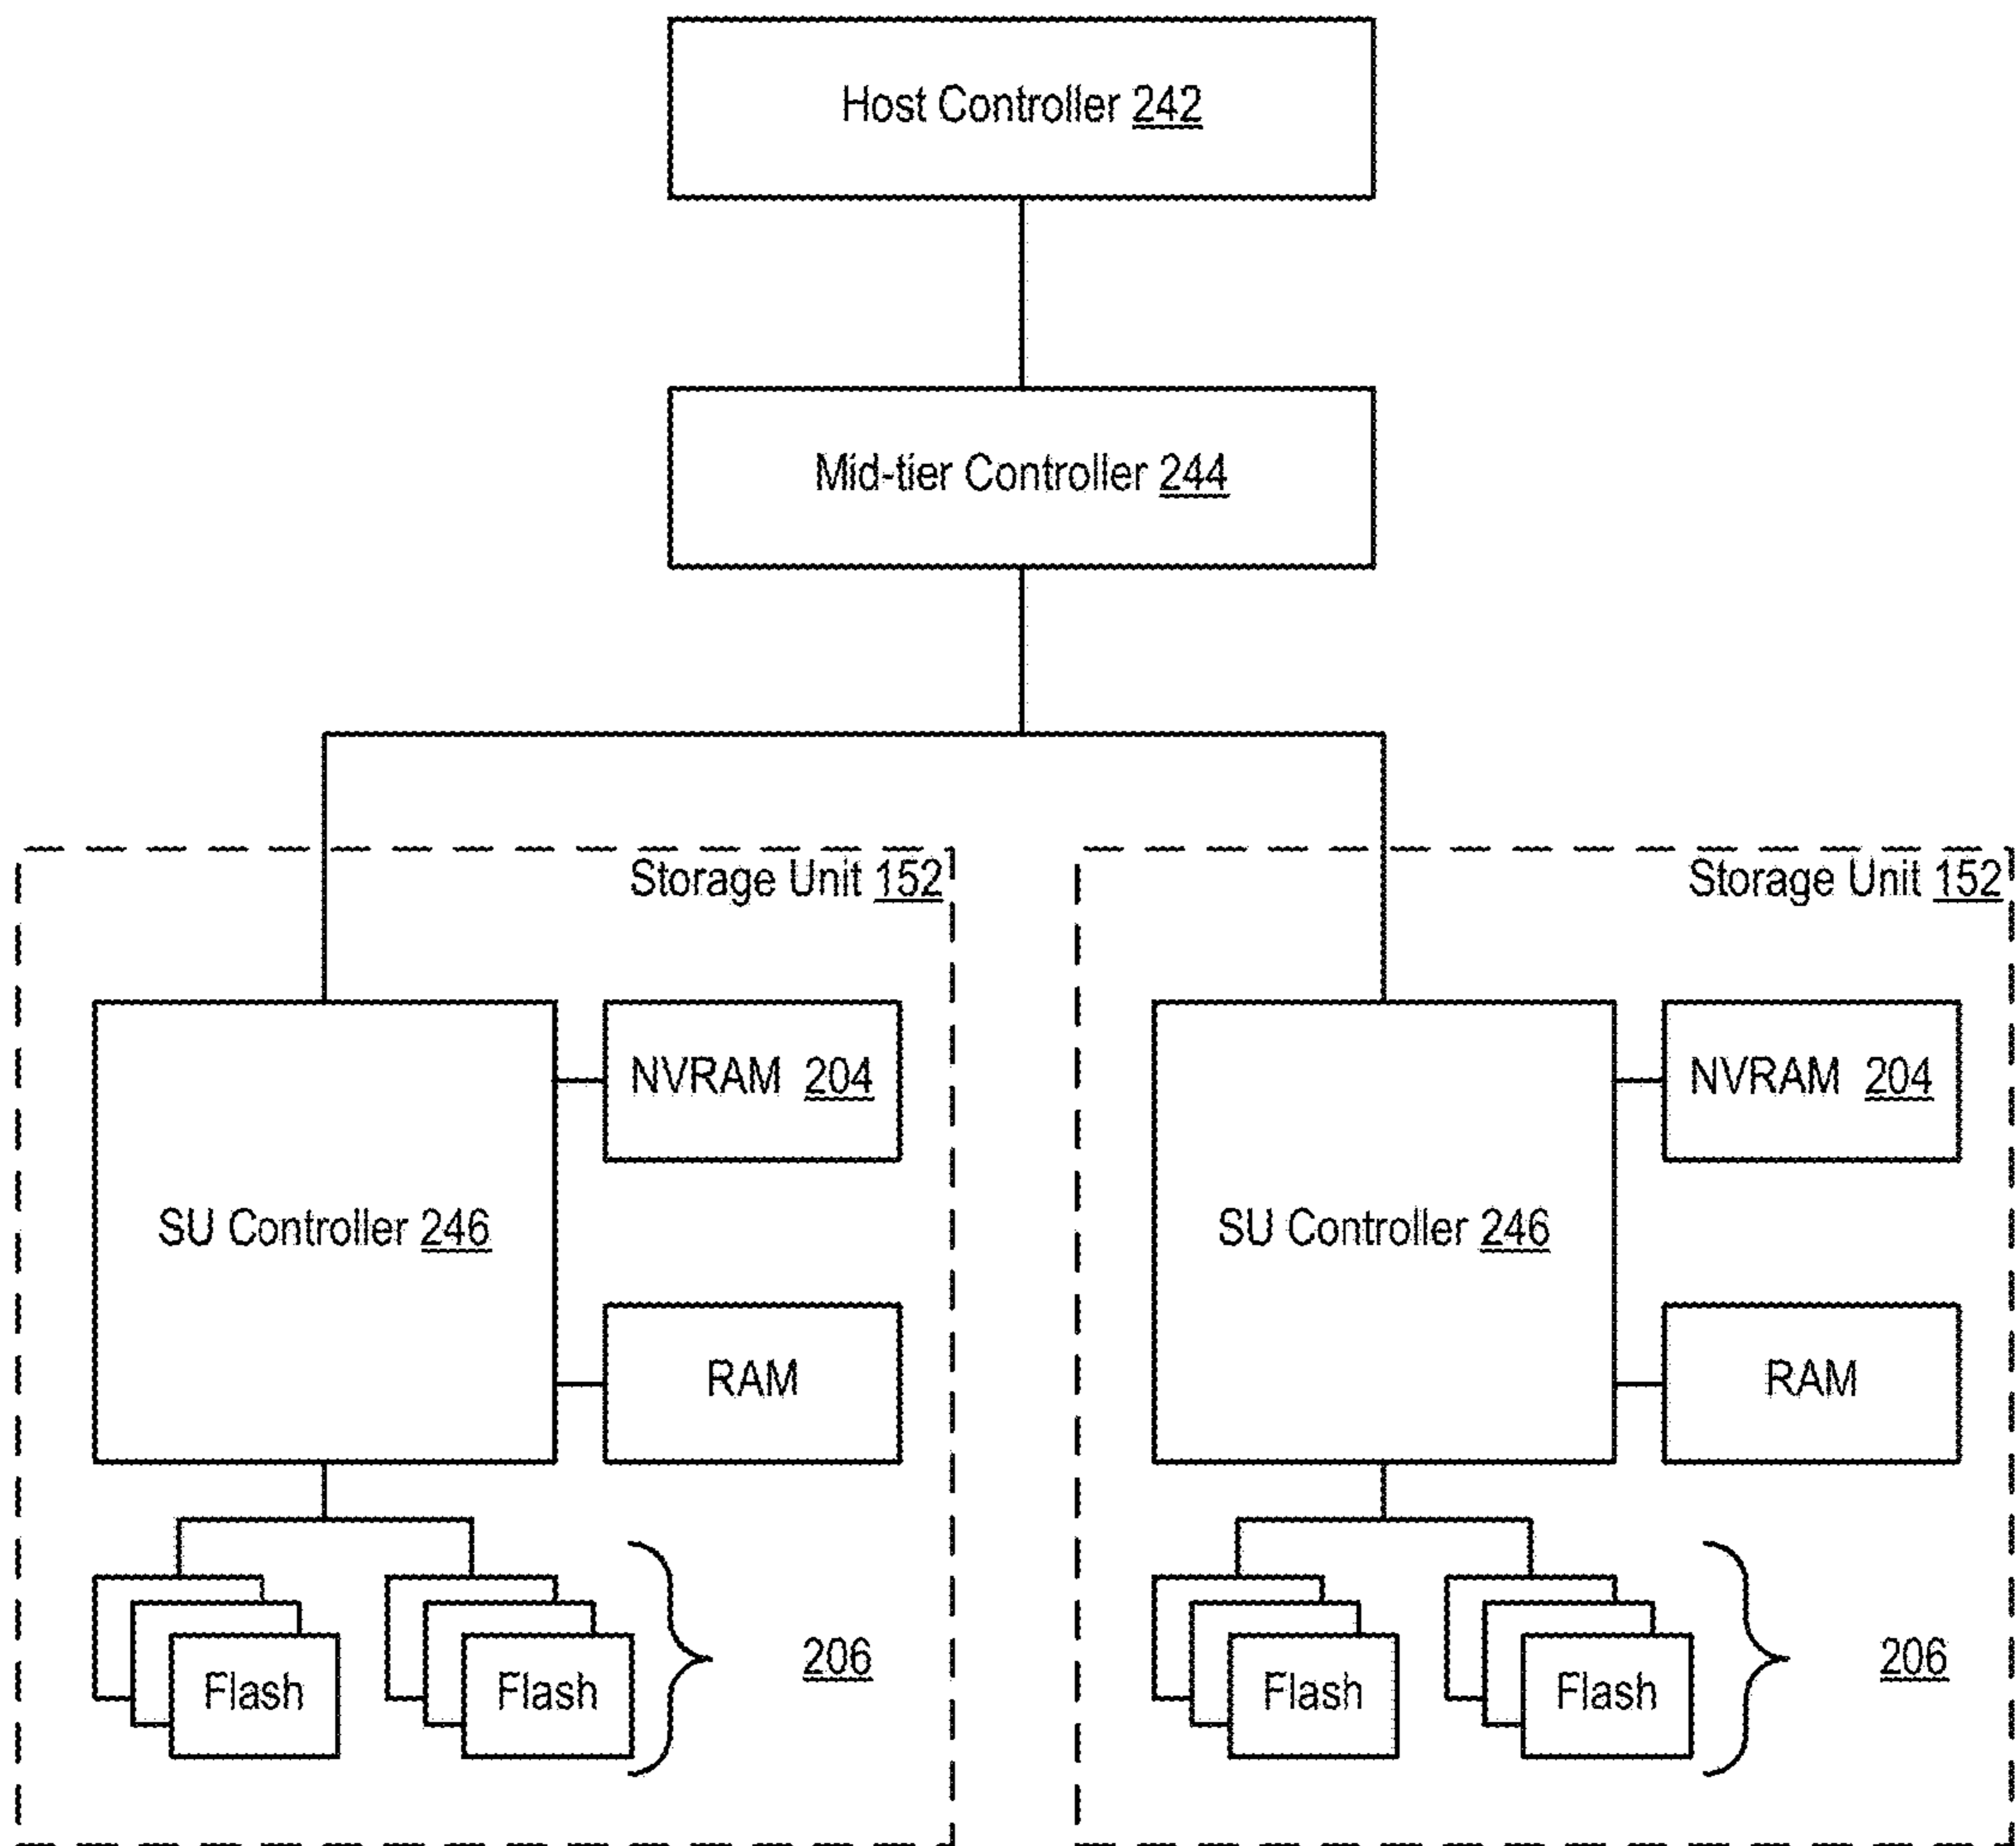 Host Controller 242
Mid-tier Controller 244
Storage Unit 152
SU Controller 246
NVRAM 204
RAM
Flash
Flash
206
Storage Unit 152
SU Controller 246
NVRAM 204
RAM
Flash
Flash
206